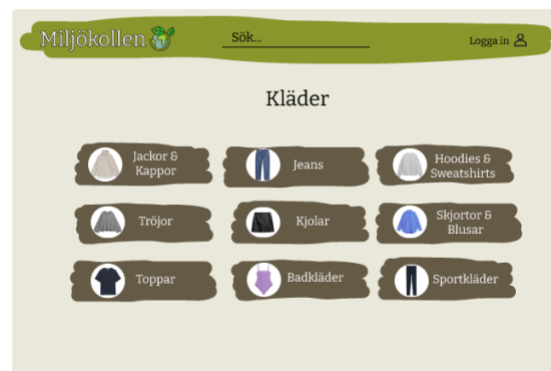 Miljökollen
Sök...
Logga in
Kläder
Jackor &
Kappor
Jeans
Hoodies &
Sweatshirts
Tröjor
Kjolar
Skjortor &
Blusar
Toppar
Badkläder
Sportkläder